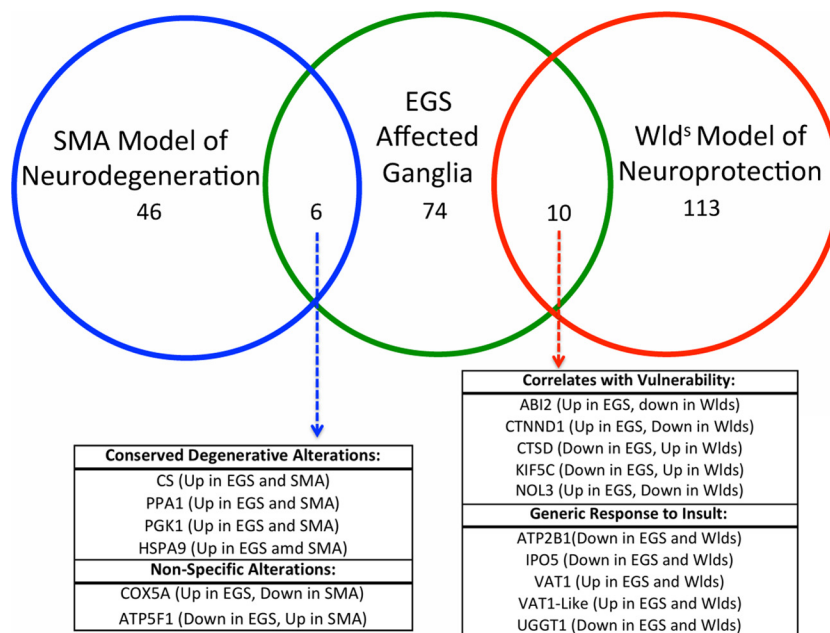 SMA Model of
Neurodegeneration
46
6
EGS
Affected
Ganglia
74
10
Wldˢ Model of
Neuroprotection
113
Conserved Degenerative Alterations:
CS (Up in EGS and SMA)
PPA1 (Up in EGS and SMA)
PGK1 (Up in EGS and SMA)
HSPA9 (Up in EGS amd SMA)
Non-Specific Alterations:
COX5A (Up in EGS, Down in SMA)
ATP5F1 (Down in EGS, Up in SMA)
Correlates with Vulnerability:
ABI2 (Up in EGS, down in Wlds)
CTNND1 (Up in EGS, Down in Wlds)
CTSD (Down in EGS, Up in Wlds)
KIF5C (Down in EGS, Up in Wlds)
NOL3 (Up in EGS, Down in Wlds)
Generic Response to Insult:
ATP2B1(Down in EGS and Wlds)
IPO5 (Down in EGS and Wlds)
VAT1 (Up in EGS and Wlds)
VAT1-Like (Up in EGS and Wlds)
UGGT1 (Down in EGS and Wlds)